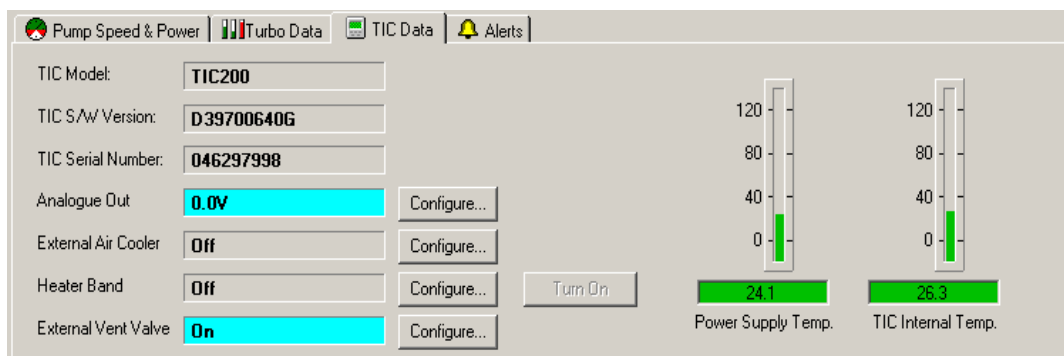 Pump Speed & Power Turbo Data TIC Data Alerts
TIC Model: TIC200
TIC S/W Version: D39700640G
TIC Serial Number: 046297998
Analogue Out 0.0V Configure...
External Air Cooler Off Configure...
Heater Band Off Configure... Turn On
External Vent Valve On Configure...
120 120
80 80
40 40
0 0
24.1 26.3
Power Supply Temp. TIC Internal Temp.